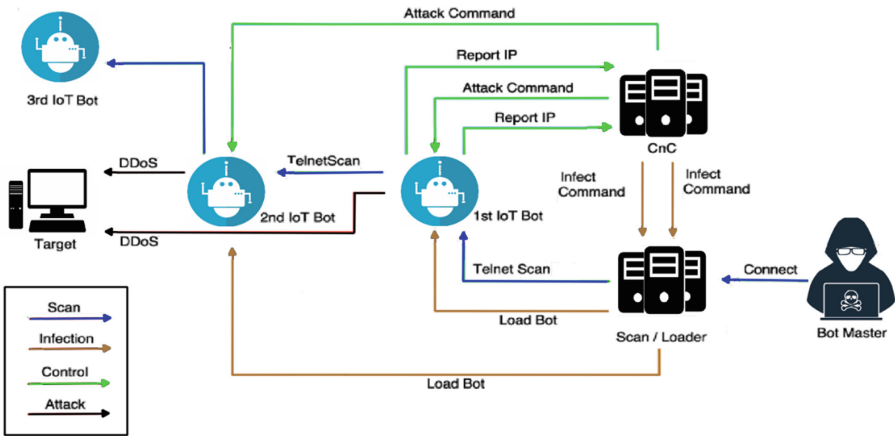 Attack Command
Report IP
Attack Command
Report IP
3rd IoT Bot
CnC
DDoS
TelnetScan
Infect
Command
Infect
Command
2nd IoT Bot
1st IoT Bot
Target
DDoS
Telnet Scan
Connect
Load Bot
Scan / Loader
Bot Master
Load Bot
Scan
Infection
Control
Attack